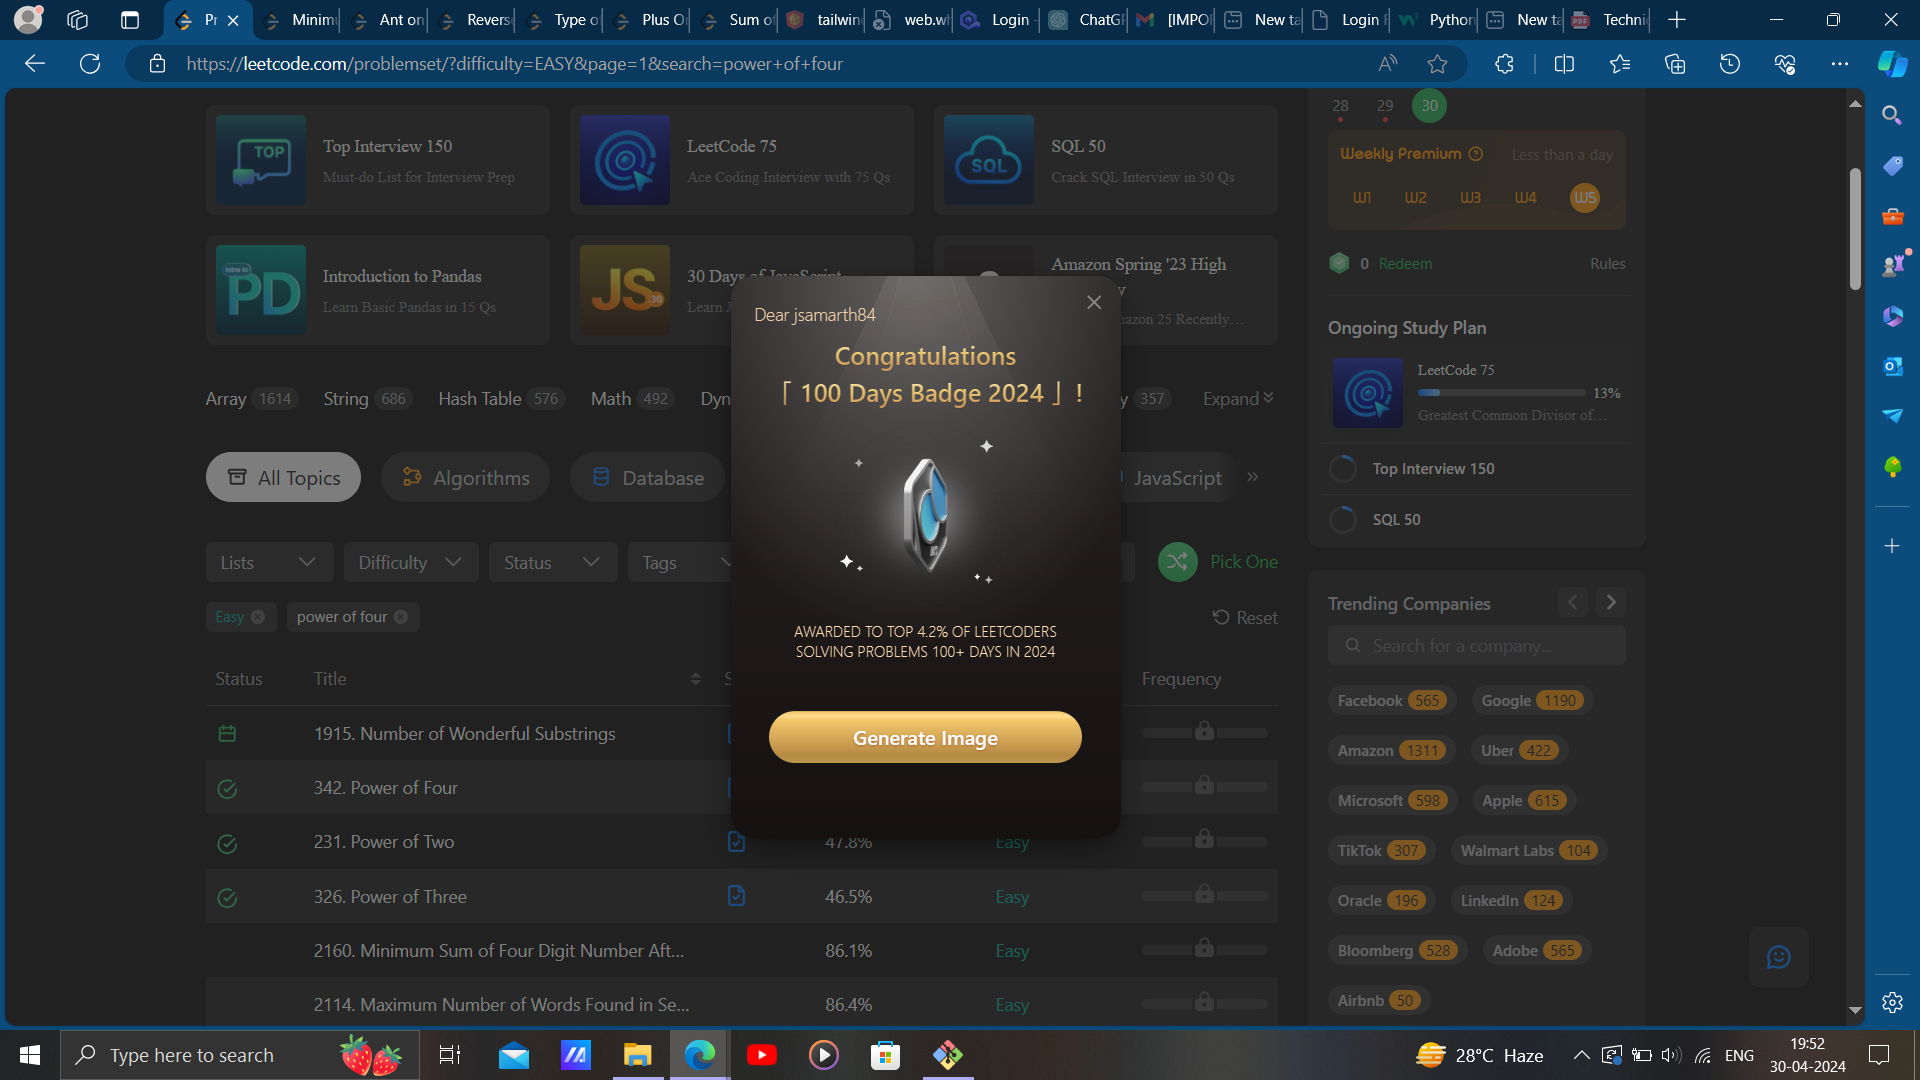 Pr
Minim
Ant on
Revers
Type o
Plus O
Sum of
tailwin
web.wh
Login -
ChatGP
[IMPO
New ta
Login
Python
New ta
Techni
https://leetcode.com/problemset/?difficulty=EASY&page=1&search=power+of+four
TOP
Top Interview 150
Must-do List for Interview Prep
LeetCode 75
Ace Coding Interview with 75 Qs
SQL
SQL 50
Crack SQL Interview in 50 Qs
Intro to
PD
Introduction to Pandas
Learn Basic Pandas in 15 Qs
JS
30
30 Days of JavaScript
Learn J
Amazon Spring '23 High
y
azon 25 Recently…
Array 1614
String 686
Hash Table 576
Math 492
Dyn
y 357
Expand
All Topics
Algorithms
Database
JavaScript
Lists
Difficulty
Status
Tags
Pick One
Easy
power of four
Reset
Status
Title
S
Frequency
1915. Number of Wonderful Substrings
342. Power of Four
231. Power of Two
47.8%
Easy
326. Power of Three
46.5%
Easy
2160. Minimum Sum of Four Digit Number Aft...
86.1%
Easy
2114. Maximum Number of Words Found in Se...
86.4%
Easy
Dear jsamarth84
Congratulations
「 100 Days Badge 2024 」!
AWARDED TO TOP 4.2% OF LEETCODERS
SOLVING PROBLEMS 100+ DAYS IN 2024
Generate Image
28 29 30
Weekly Premium
Less than a day
W1 W2 W3 W4 W5
0 Redeem
Rules
Ongoing Study Plan
LeetCode 75
13%
Greatest Common Divisor of…
Top Interview 150
SQL 50
Trending Companies
Search for a company...
Facebook 565
Google 1190
Amazon 1311
Uber 422
Microsoft 598
Apple 615
TikTok 307
Walmart Labs 104
Oracle 196
LinkedIn 124
Bloomberg 528
Adobe 565
Airbnb 50
Type here to search
28°C Haze
ENG
19:52
30-04-2024